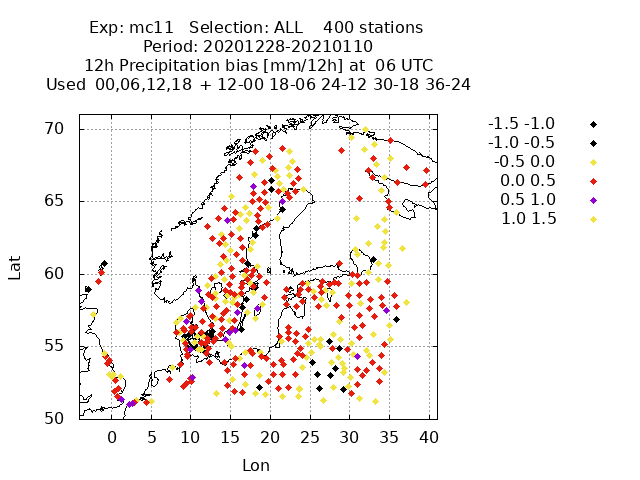 Exp: mc11   Selection: ALL    400 stations
Period: 20201228-20210110
12h Precipitation bias [mm/12h] at  06 UTC
Used  00,06,12,18  + 12-00 18-06 24-12 30-18 36-24
-1.5 -1.0
-1.0 -0.5
-0.5 0.0
0.0 0.5
0.5 1.0
1.0 1.5
70
65
60
55
50
Lat
0 5 10 15 20 25 30 35 40
Lon